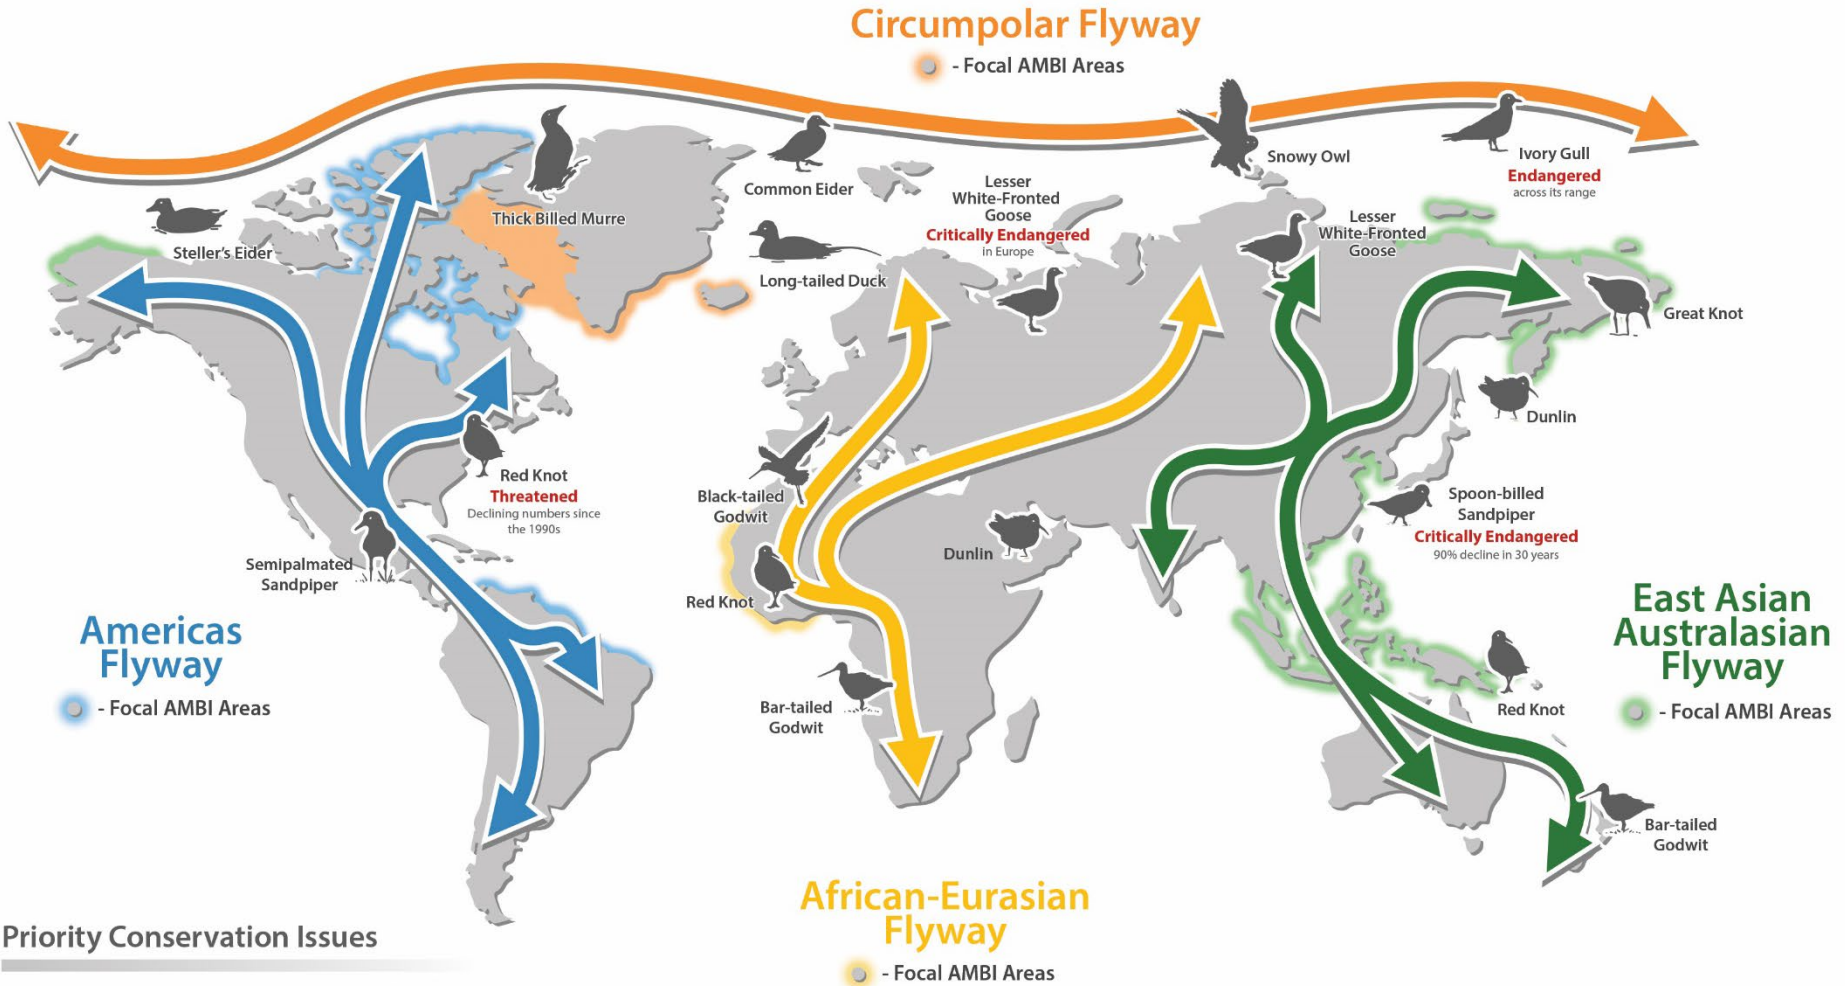 Circumpolar Flyway
- Focal AMBI Areas
Snowy Owl
Ivory Gull
Endangered
across its range
Common Eider
Lesser
White-Fronted
Goose
Critically Endangered
in Europe
Thick Billed Murre
Steller's Eider
Long-tailed Duck
Lesser
White-Fronted
Goose
Great Knot
Dunlin
Red Knot
Threatened
Declining numbers since
the 1990s
Black-tailed
Godwit
Spoon-billed
Sandpiper
Critically Endangered
90% decline in 30 years
Dunlin
Semipalmated
Sandpiper
Red Knot
Americas
Flyway
- Focal AMBI Areas
East Asian
Australasian
Flyway
- Focal AMBI Areas
Bar-tailed
Godwit
Red Knot
Bar-tailed
Godwit
African-Eurasian
Flyway
- Focal AMBI Areas
Priority Conservation Issues